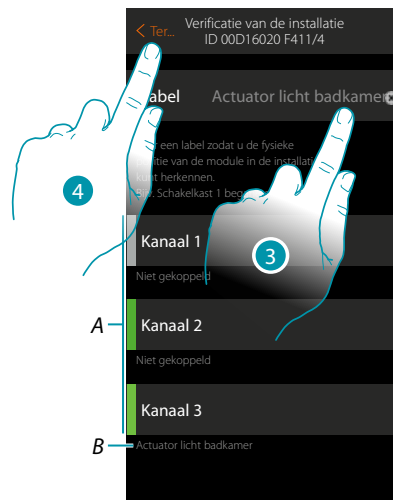 Ter...
Verificatie van de installatie
ID 00D16020 F411/4
abel Actuator licht badkamer
een label zodat u de fysieke
itie van de module in de installati
kunt herkennen.
Schakelkast 1 beg
4
3
Kanaal 1
Niet gekoppeld
A
Kanaal 2
Niet gekoppeld
Kanaal 3
B
Actuator licht badkamer